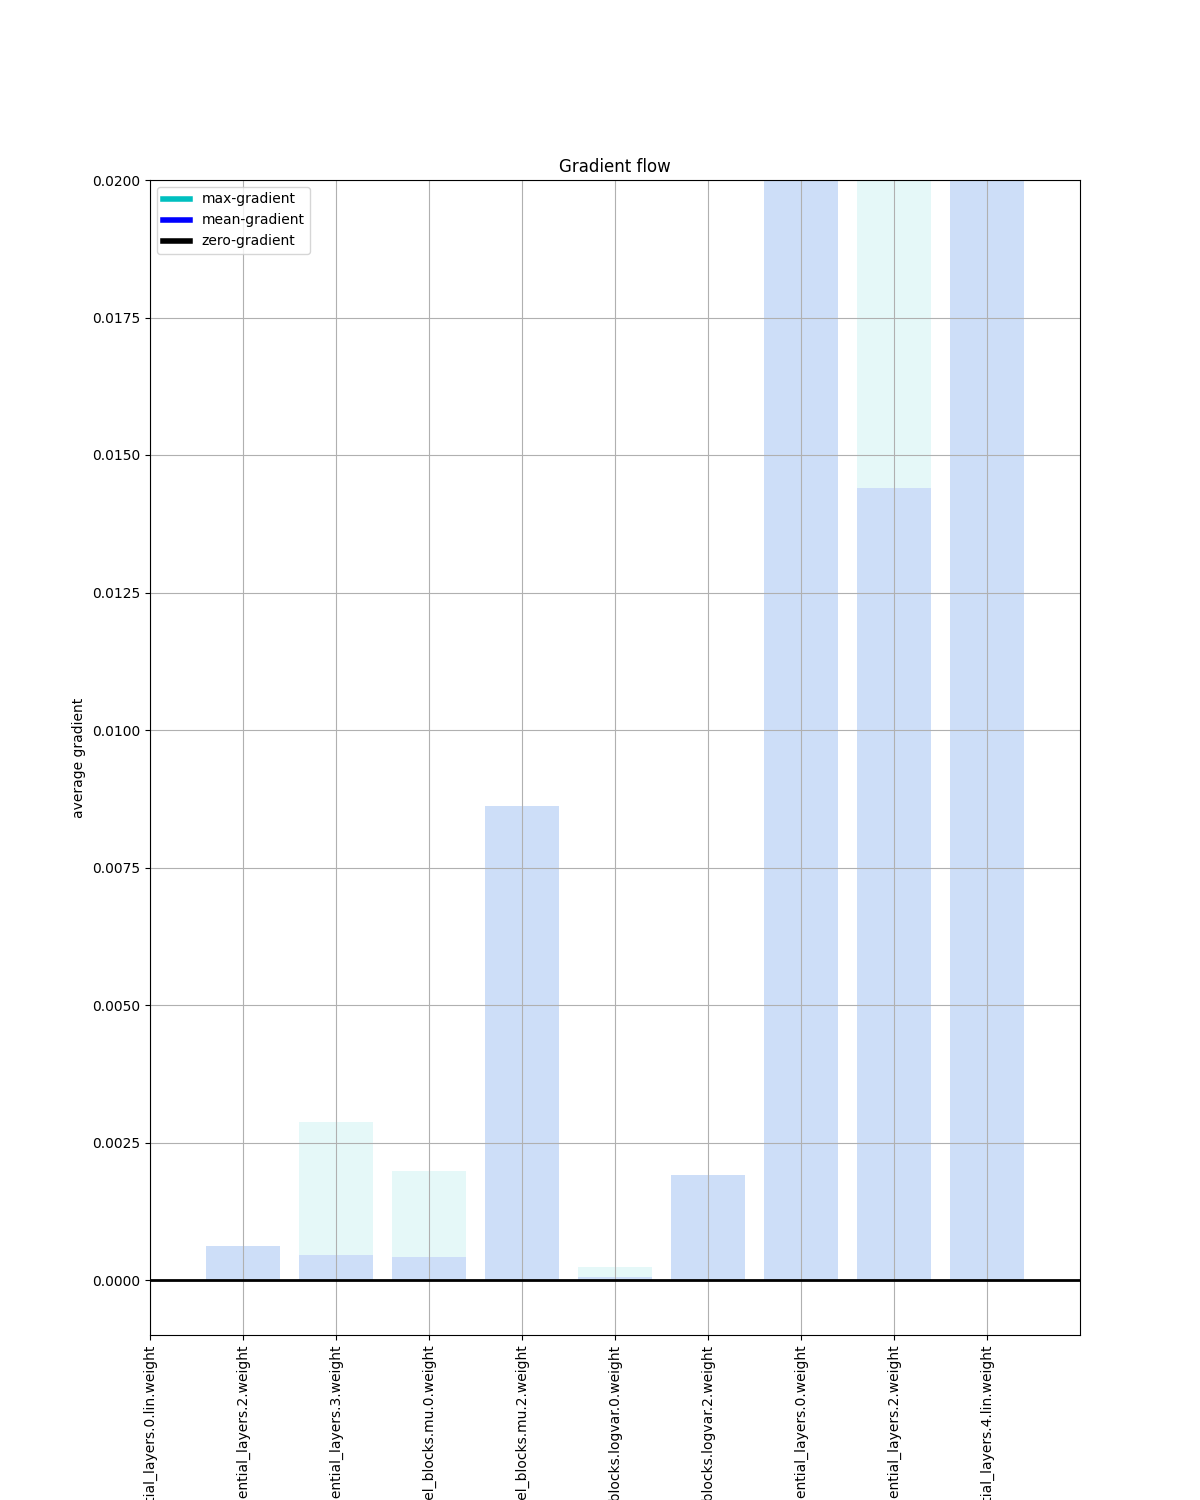 Gradient flow
max-gradient
mean-gradient
zero-gradient
0.0200
0.0175
0.0150
0.0125
0.0100
0.0075
0.0050
0.0025
0.0000
average gradient
tial_layers.0.lin.weight
ential_layers.2.weight
ential_layers.3.weight
el_blocks.mu.0.weight
el_blocks.mu.2.weight
blocks.logvar.0.weight
blocks.logvar.2.weight
ential_layers.0.weight
ential_layers.2.weight
tial_layers.4.lin.weight